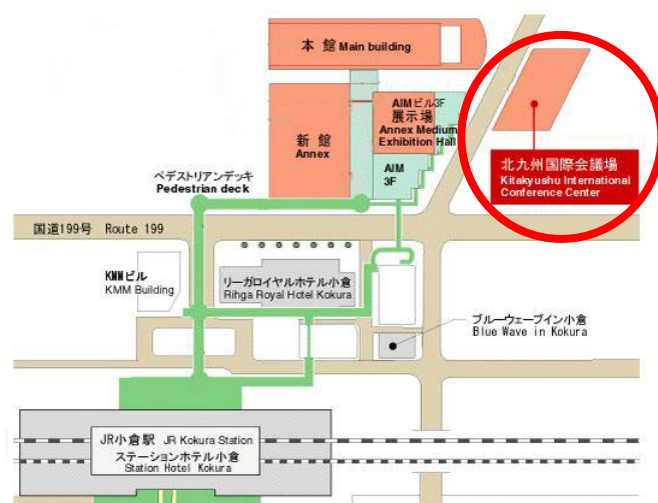 本館 Main building
AIMビル3F
展示場
Annex Medium
Exhibition Hall
新館
Annex
AIM
3F
北九州国際会議場
Kitakyushu International
Conference Center
ペデストリアンデッキ
Pedestrian deck
国道199号 Route 199
KMMビル
KMM Building
リーガロイヤルホテル小倉
Rihga Royal Hotel Kokura
ブルーウェーブイン小倉
Blue Wave in Kokura
JR小倉駅 JR Kokura Station
ステーションホテル小倉
Station Hotel Kokura